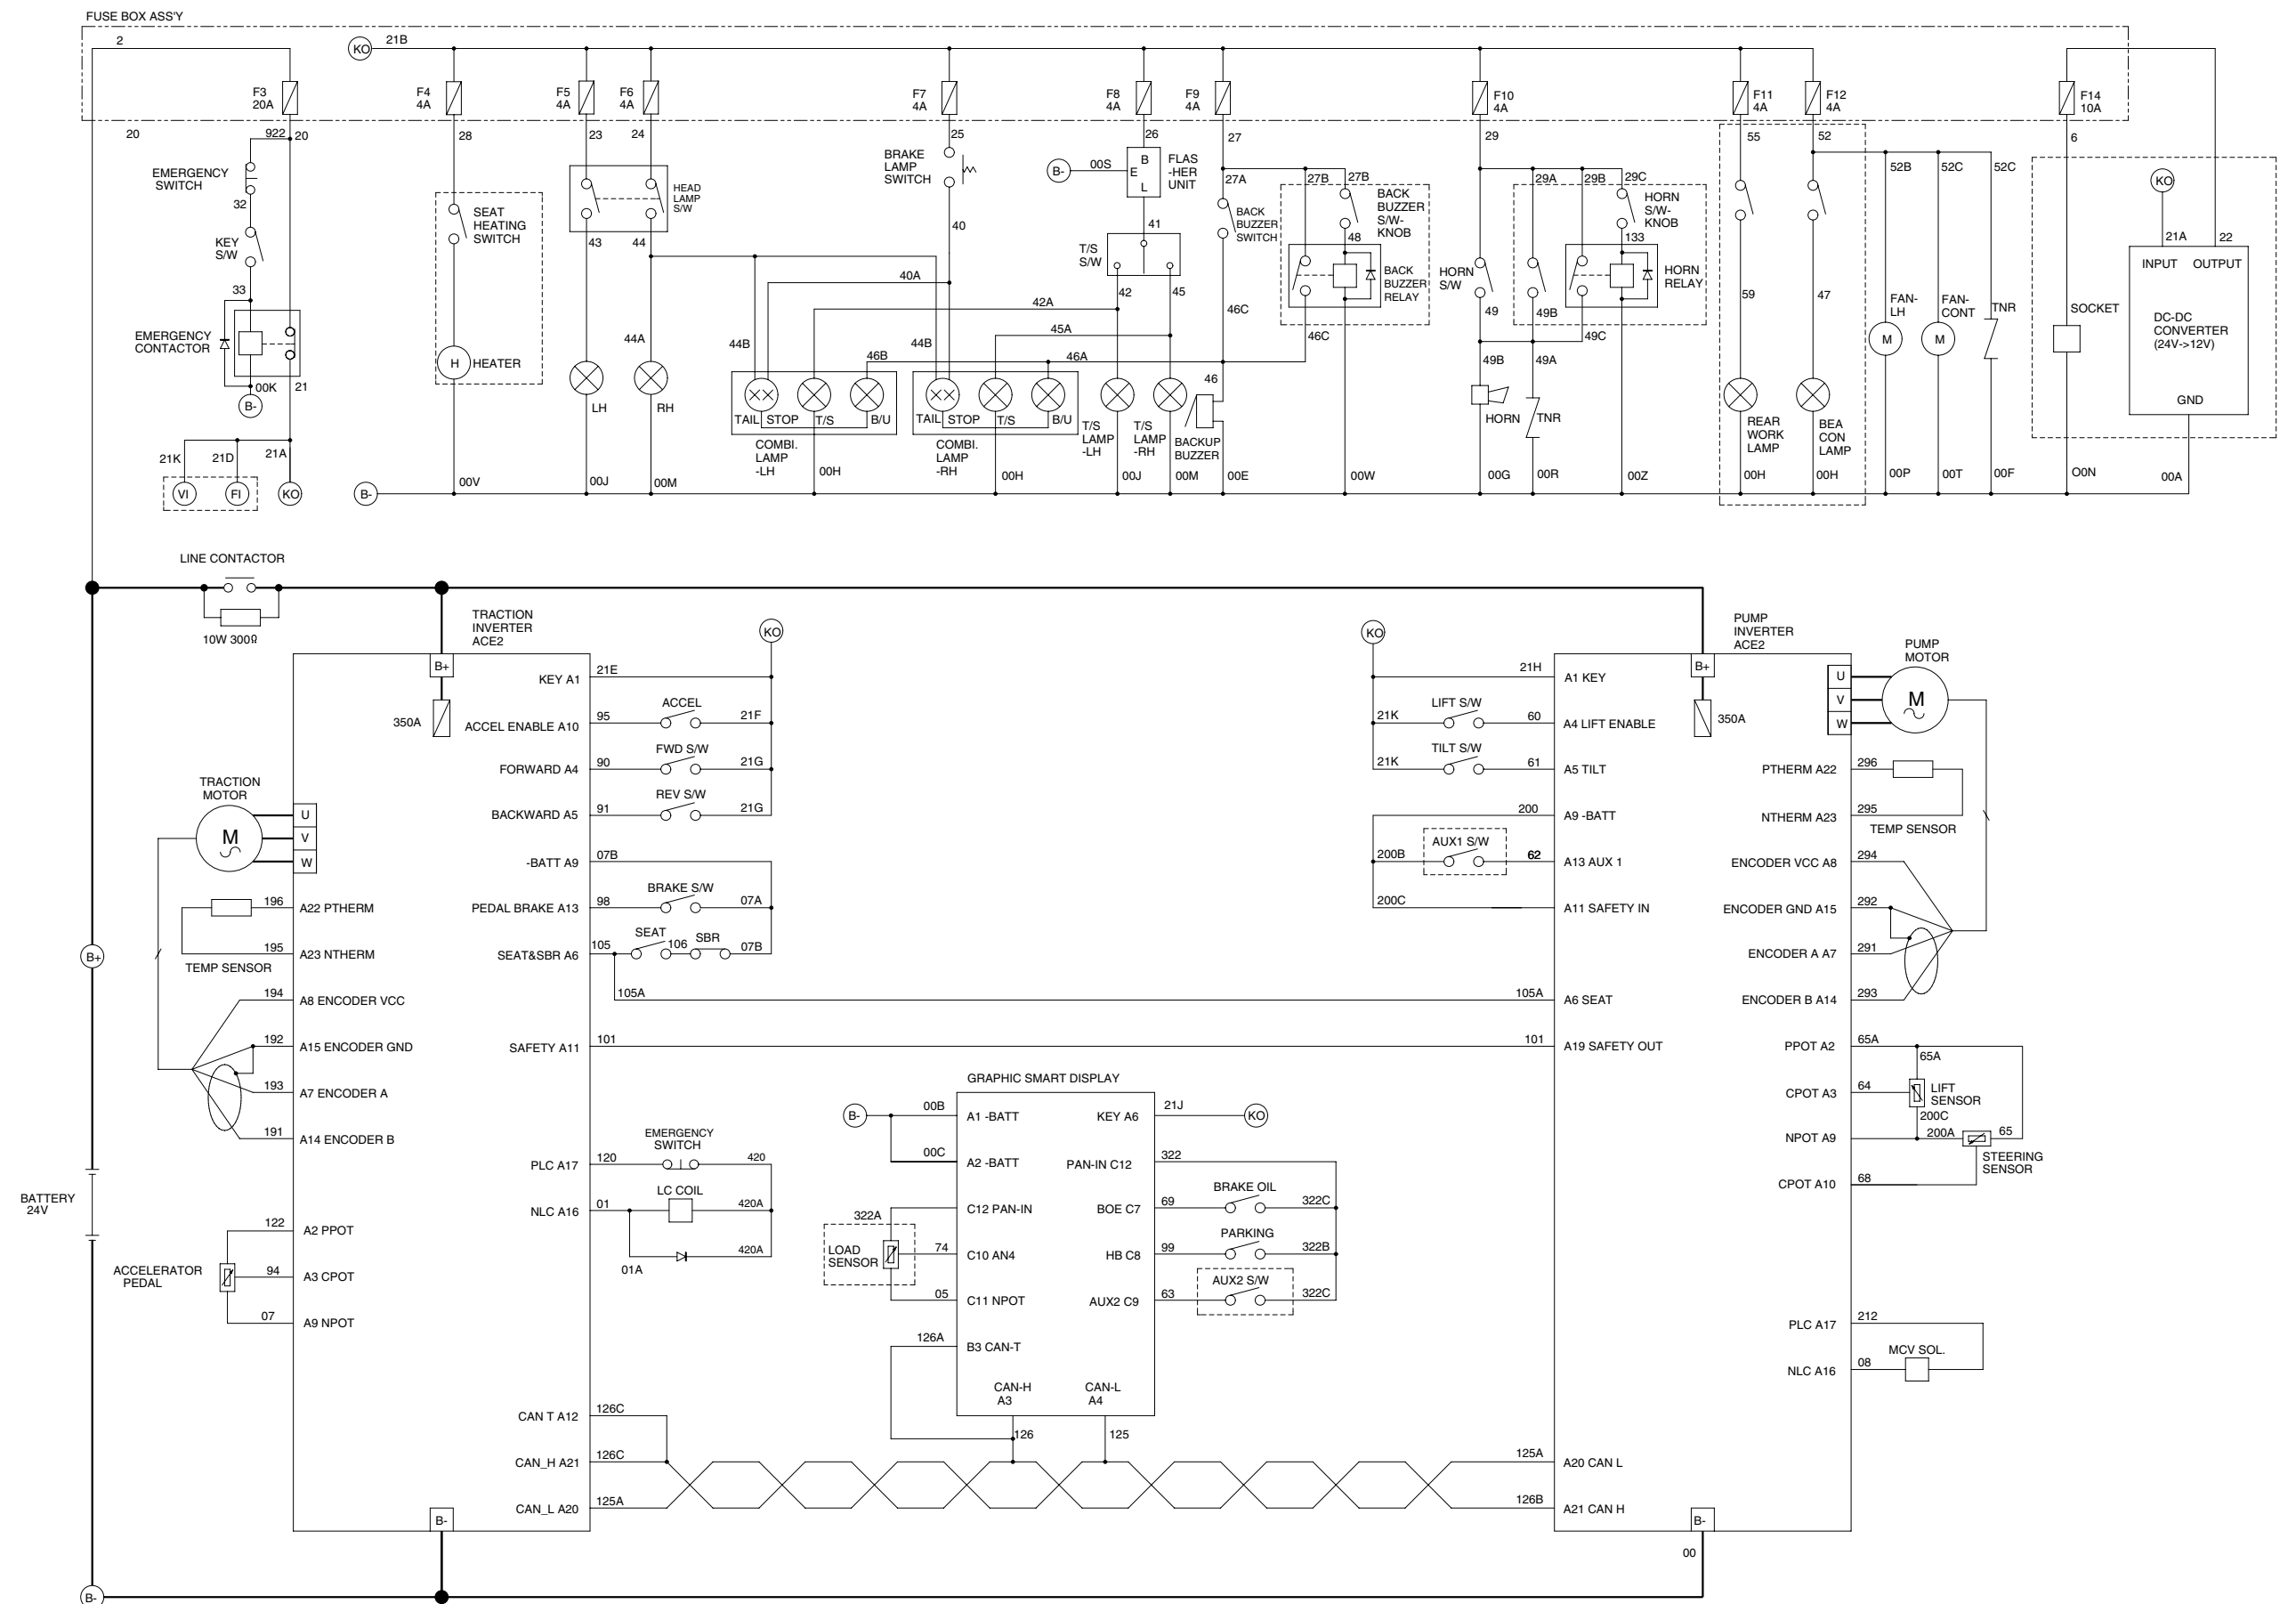 FUSE BOX ASS'Y
2
KO
21B
F3
20A
F4
4A
F5
4A
F6
4A
F7
4A
F8
4A
F9
4A
F10
4A
F11
4A
F12
4A
F14
10A
20
922
20
28
23
24
25
26
27
29
55
52
6
EMERGENCY
SWITCH
32
KEY
S/W
33
EMERGENCY
CONTACTOR
00K
21
B-
21K
21D
21A
VI
FI
KO
SEAT
HEATING
SWITCH
H
HEATER
00V
HEAD
LAMP
S/W
43
44
44A
LH
RH
00J
00M
BRAKE
LAMP
SWITCH
40
40A
B-
00S
B
E
L
FLAS
-HER
UNIT
41
T/S
S/W
42
45
42A
45A
44B
46B
44B
46A
TAIL
STOP
T/S
B/U
COMBI.
LAMP
-LH
00H
TAIL
STOP
T/S
B/U
COMBI.
LAMP
-RH
00H
T/S
LAMP
-LH
00J
T/S
LAMP
-RH
00M
27A
BACK
BUZZER
SWITCH
46C
46
BACKUP
BUZZER
00E
27B
27B
BACK
BUZZER
S/W-
KNOB
48
BACK
BUZZER
RELAY
46C
00W
HORN
S/W
49
49B
HORN
00G
29A
29B
29C
49B
49A
49C
TNR
00R
HORN
S/W-
KNOB
133
HORN
RELAY
00Z
59
47
REAR
WORK
LAMP
00H
BEA
CON
LAMP
00H
52B
52C
52C
FAN-
LH
M
FAN-
CONT
M
TNR
00P
00T
00F
SOCKET
O0N
KO
21A
22
INPUT
OUTPUT
DC-DC
CONVERTER
(24V->12V)
GND
00A
B-
LINE CONTACTOR
10W 300Ω
TRACTION
INVERTER
ACE2
B+
350A
TRACTION
MOTOR
M
U
V
W
196
A22 PTHERM
195
A23 NTHERM
TEMP SENSOR
194
A8 ENCODER VCC
192
A15 ENCODER GND
193
A7 ENCODER A
191
A14 ENCODER B
B+
BATTERY
24V
122
A2 PPOT
ACCELERATOR
PEDAL
94
A3 CPOT
07
A9 NPOT
B-
B-
KO
KEY A1
21E
ACCEL ENABLE A10
95
ACCEL
21F
FORWARD A4
90
FWD S/W
21G
BACKWARD A5
91
REV S/W
21G
-BATT A9
07B
PEDAL BRAKE A13
98
BRAKE S/W
07A
SEAT&SBR A6
105
SEAT
106
SBR
07B
105A
105A
SAFETY A11
101
101
PLC A17
120
EMERGENCY
SWITCH
420
NLC A16
01
LC COIL
420A
01A
420A
CAN T A12
126C
CAN_H A21
126C
CAN_L A20
125A
GRAPHIC SMART DISPLAY
B-
00B
A1 -BATT
00C
A2 -BATT
322A
C12 PAN-IN
LOAD
SENSOR
74
C10 AN4
05
C11 NPOT
126A
B3 CAN-T
CAN-H
A3
CAN-L
A4
126
125
KEY A6
21J
KO
PAN-IN C12
322
BOE C7
69
BRAKE OIL
322C
HB C8
99
PARKING
322B
AUX2 C9
63
AUX2 S/W
322C
KO
21H
A1 KEY
21K
LIFT S/W
60
A4 LIFT ENABLE
21K
TILT S/W
61
A5 TILT
200
A9 -BATT
200B
AUX1 S/W
62
A13 AUX 1
200C
A11 SAFETY IN
A6 SEAT
A19 SAFETY OUT
125A
A20 CAN L
126B
A21 CAN H
PUMP
INVERTER
ACE2
B+
350A
U
V
W
PUMP
MOTOR
M
PTHERM A22
296
NTHERM A23
295
TEMP SENSOR
ENCODER VCC A8
294
ENCODER GND A15
292
ENCODER A A7
291
ENCODER B A14
293
PPOT A2
65A
65A
CPOT A3
64
LIFT
SENSOR
200C
NPOT A9
200A
65
STEERING
SENSOR
CPOT A10
68
PLC A17
212
MCV SOL.
NLC A16
08
B-
00